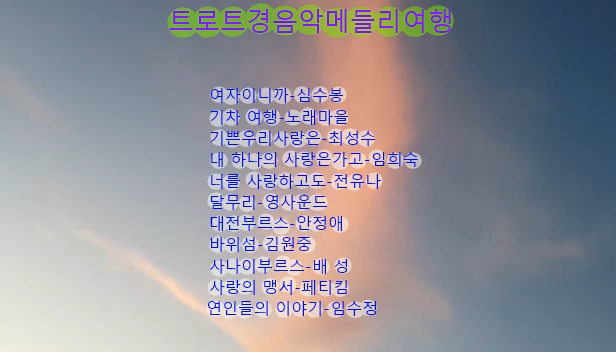 트로트경음악메들리여행
여자이니까-심수봉
기차 여행-노래마을
기쁜우리사랑은-최성수
내 하나의 사랑은가고-임희숙
너를 사랑하고도-전유나
달무리-영사운드
대전부르스-안정애
바위섬-김원중
사나이부르스-배 성
사랑의 맹서-페티킴
연인들의 이야기-임수정